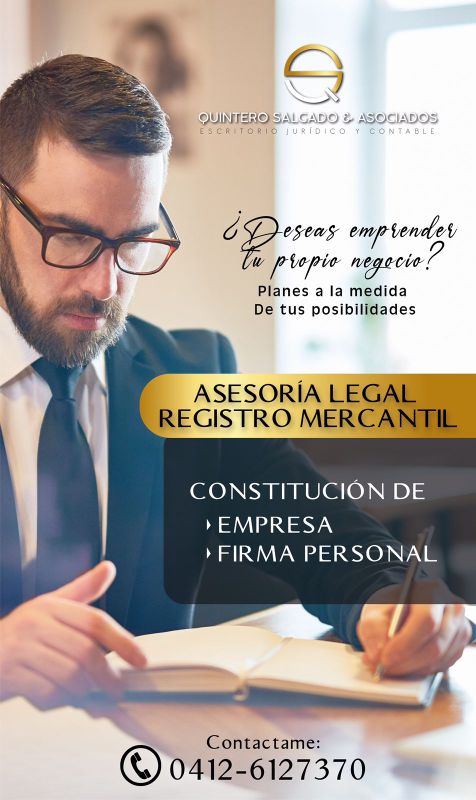 QUINTERO SALGADO & ASOCIADOS
ESCRITORIO JURÍDICO Y CONTABLE
¿Deseas emprender
tu propio negocio?
Planes a la medida
De tus posibilidades
ASESORÍA LEGAL
REGISTRO MERCANTIL
CONSTITUCIÓN DE
EMPRESA
FIRMA PERSONAL
Contactame:
0412-6127370